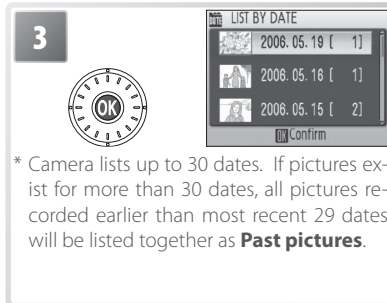 3
LIST BY DATE
DATE
2006. 05. 19 [ 1]
2006. 05. 16 [ 1]
2006. 05. 15 [ 2]
OK
OK Confirm
* Camera lists up to 30 dates. If pictures ex-
ist for more than 30 dates, all pictures re-
corded earlier than most recent 29 dates
will be listed together as Past pictures.